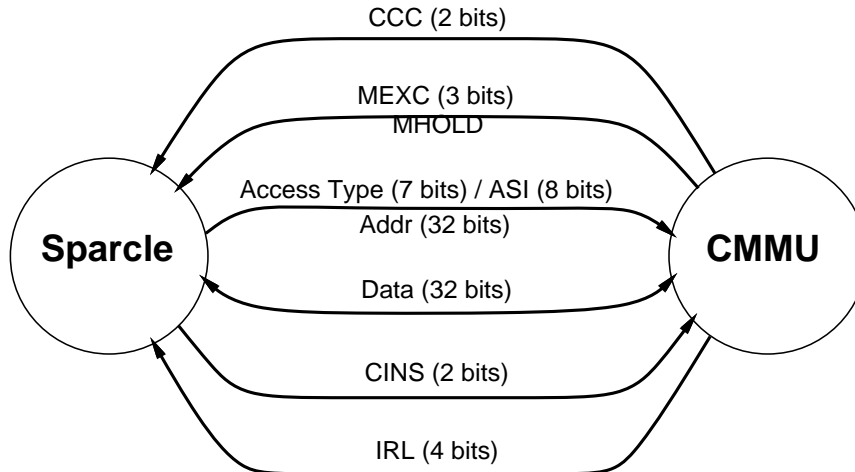 CCC (2 bits)
MEXC (3 bits)
MHOLD
Access Type (7 bits) / ASI (8 bits)
Addr (32 bits)
Sparcle
CMMU
Data (32 bits)
CINS (2 bits)
IRL (4 bits)